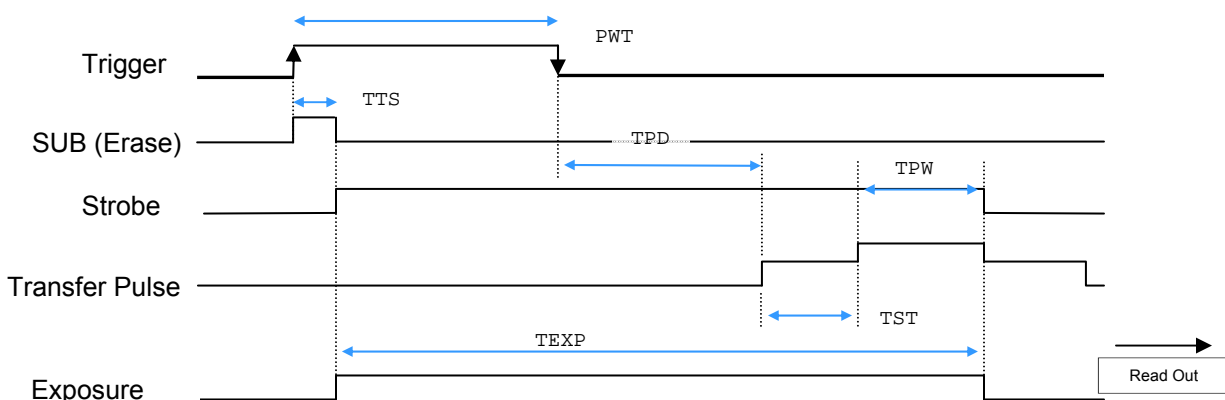 PWT
Trigger
TTS
SUB (Erase)
TPD
TPW
Strobe
Transfer Pulse
TST
TEXP
Read Out
Exposure